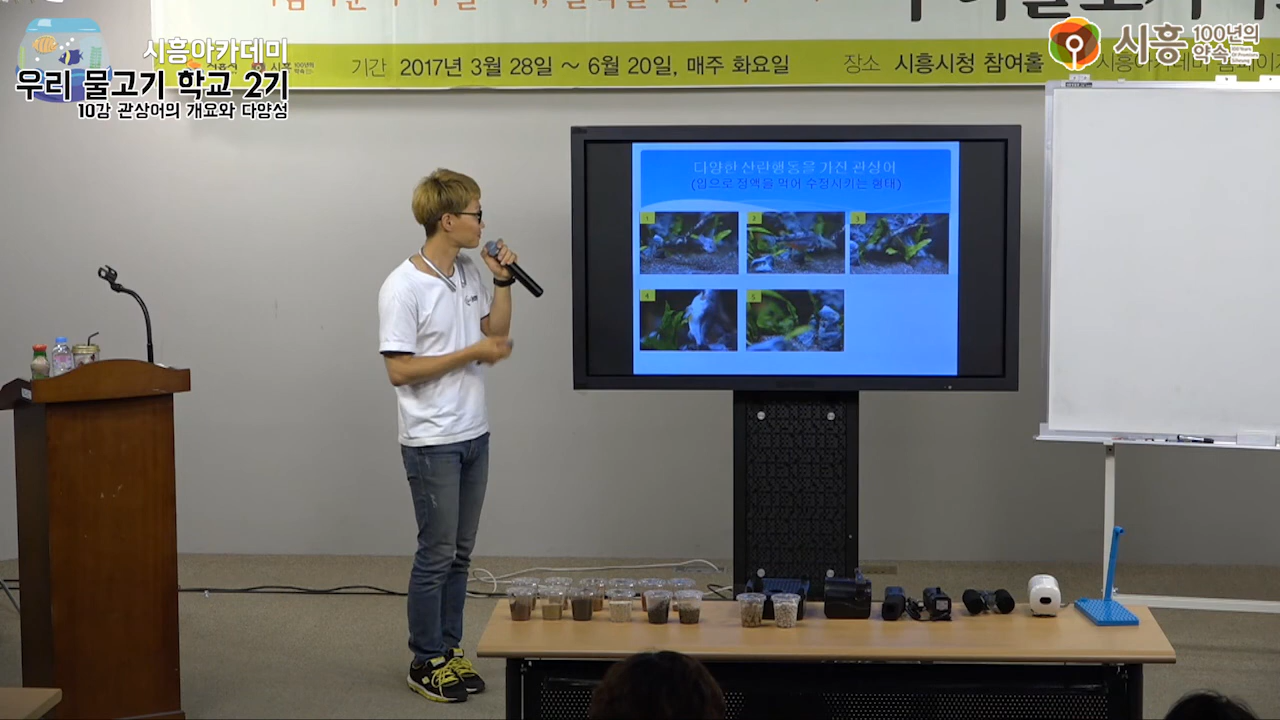 시흥아카데미
우리 물고기 학교 2기
10강 관상어의 개요와 다양성
기간 2017년 3월 28일 ~ 6월 20일, 매주 화요일
장소 시흥시청 참여홀
시흥 100년의 약속
다양한 산란행동을 가진 관상어
(입으로 정액을 먹어 수정시키는 형태)
1
2
3
4
5